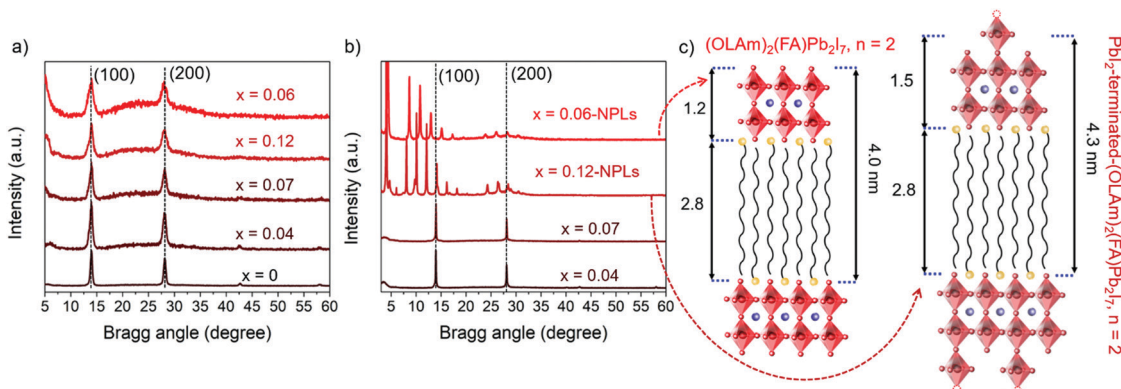 a)
Intensity (a.u.)
(100)
(200)
x = 0.06
x = 0.12
x = 0.07
x = 0.04
x = 0
5 10 15 20 25 30 35 40 45 50 55 60
Bragg angle (degree)
b)
Intensity (a.u.)
(100)
(200)
x = 0.06-NPLs
x = 0.12-NPLs
x = 0.07
x = 0.04
5 10 15 20 25 30 35 40 45 50 55 60
Bragg angle (degree)
c)
(OLAm)2(FA)Pb2I7, n = 2
1.2
2.8
4.0 nm
1.5
2.8
4.3 nm
PbI2-terminated-(OLAm)2(FA)Pb2I7, n = 2